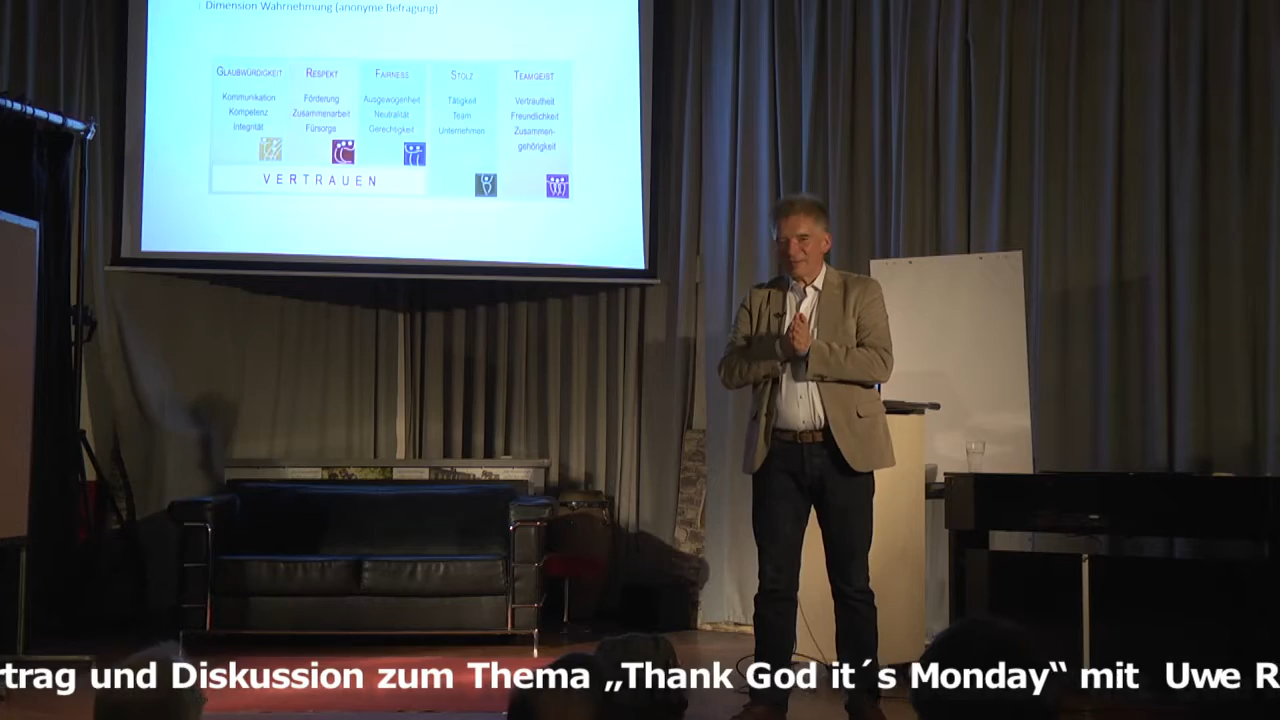 Dimension Wahrnehmung (anonyme Befragung)
GLAUBWÜRDIGKEIT RESPEKT FAIRNESS STOLZ TEAMGEIST
Kommunikation Förderung Ausgewogenheit Tätigkeit Vertrautheit
Kompetenz Zusammenarbeit Neutralität Team Freundlichkeit
Integrität Fürsorge Gerechtigkeit Unternehmen Zusammen-
gehörigkeit
VERTRAUEN
rtrag und Diskussion zum Thema „Thank God it´s Monday“ mit Uwe R